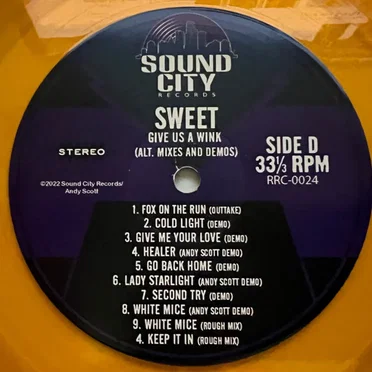 SOUND
CITY
RECORDS
SWEET
GIVE US A WINK
(ALT. MIXES AND DEMOS)
STEREO
SIDE D
33⅓ RPM
RRC-0024
©2022 Sound City Records/
Andy Scott
1. FOX ON THE RUN (OUTTAKE)
2. COLD LIGHT (DEMO)
3. GIVE ME YOUR LOVE (DEMO)
4. HEALER (ANDY SCOTT DEMO)
5. GO BACK HOME (DEMO)
6. LADY STARLIGHT (ANDY SCOTT DEMO)
7. SECOND TRY (DEMO)
8. WHITE MICE (ANDY SCOTT DEMO)
9. WHITE MICE (ROUGH MIX)
4. KEEP IT IN (ROUGH MIX)